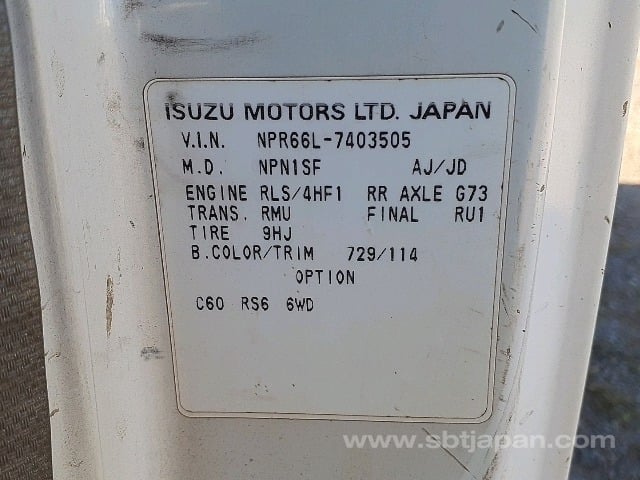 ISUZU MOTORS LTD. JAPAN
V.I.N. NPR66L-7403505
M.D. NPN1SF AJ/JD
ENGINE RLS/4HF1 RR AXLE G73
TRANS. RMU FINAL RU1
TIRE 9HJ
B.COLOR/TRIM 729/114
OPTION
C60 RS6 6WD
www.sbtjapan.com